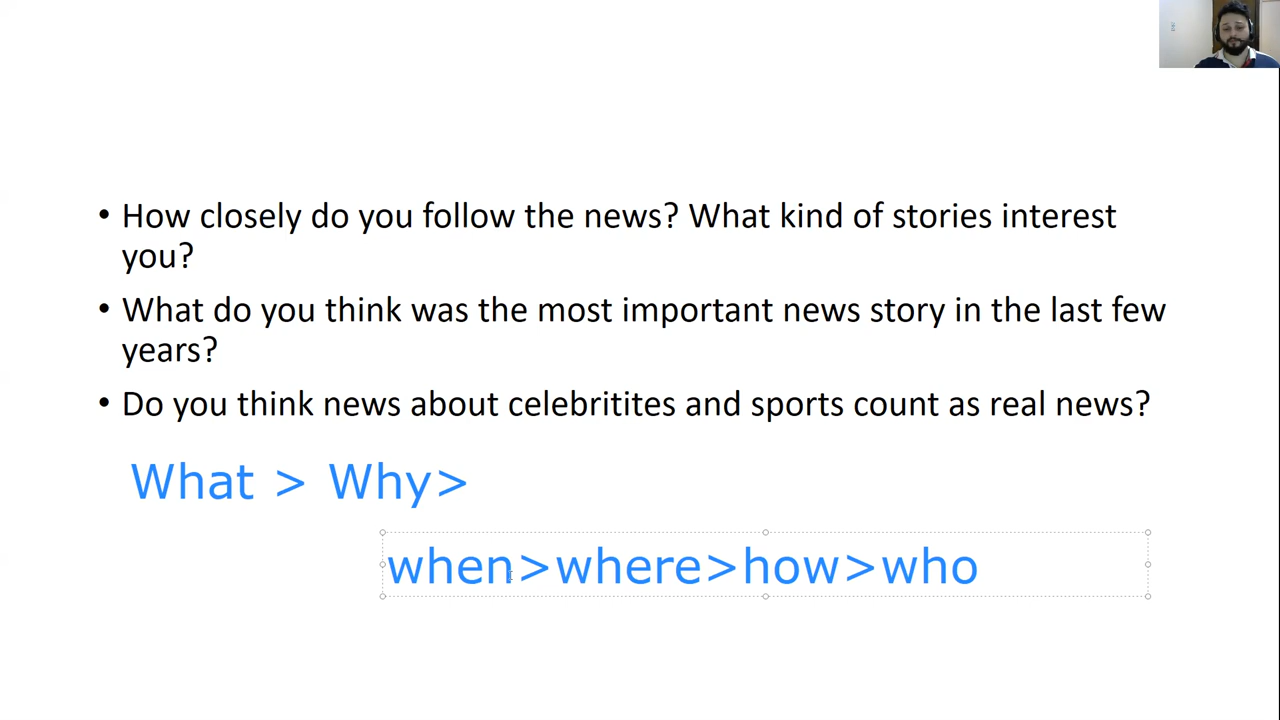 • How closely do you follow the news? What kind of stories interest
you?
• What do you think was the most important news story in the last few
years?
• Do you think news about celebritites and sports count as real news?
What > Why>
when>where>how>who